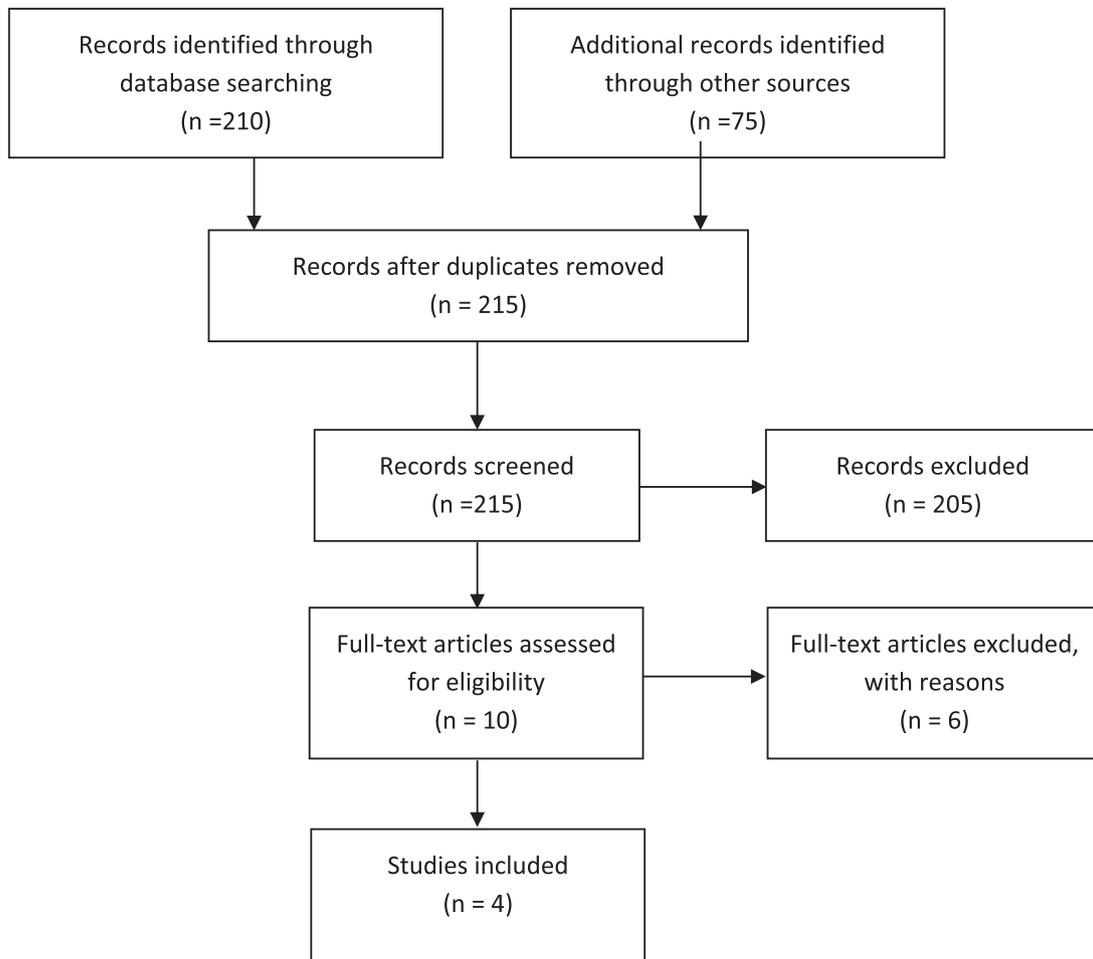 Records identified through
database searching
(n =210)
Additional records identified
through other sources
(n =75)
Records after duplicates removed
(n = 215)
Records screened
(n =215)
Records excluded
(n = 205)
Full-text articles assessed
for eligibility
(n = 10)
Full-text articles excluded,
with reasons
(n = 6)
Studies included
(n = 4)